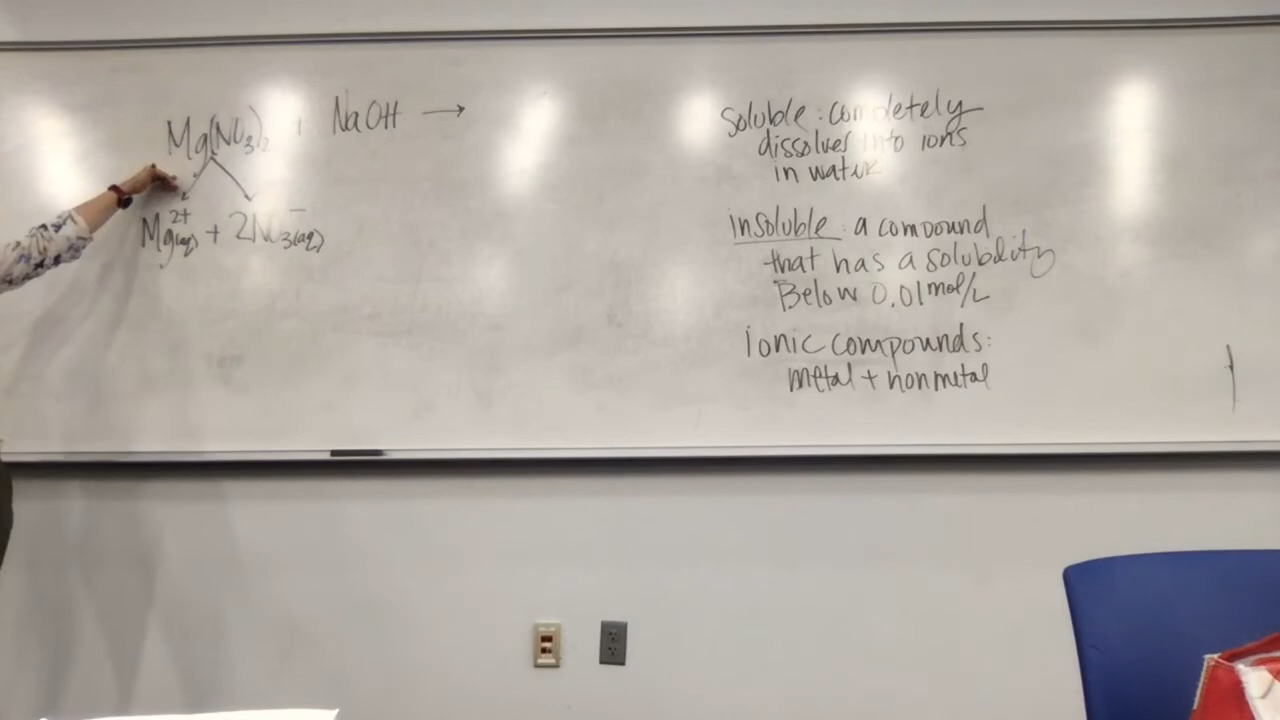 Mg(NO₃)₂ + NaOH →
Mg²⁺(aq) + 2NO₃⁻(aq)
Soluble: completely
dissolves into ions
in water
insoluble: a compound
that has a solubility
Below 0.01 mol/L
ionic compounds:
metal + nonmetal